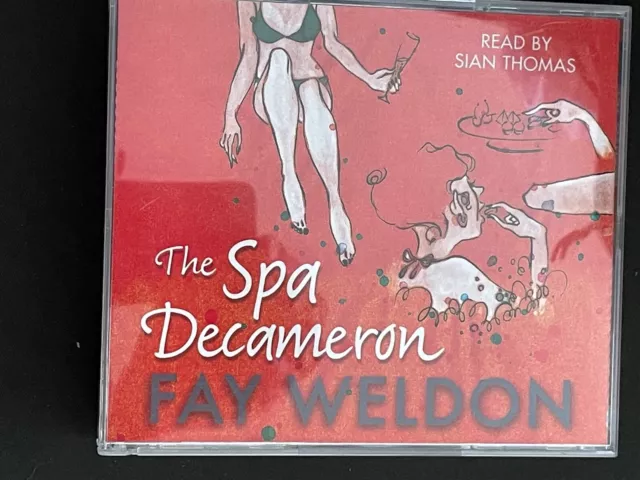 READ BY
SIAN THOMAS
The Spa
Decameron
FAY WELDON